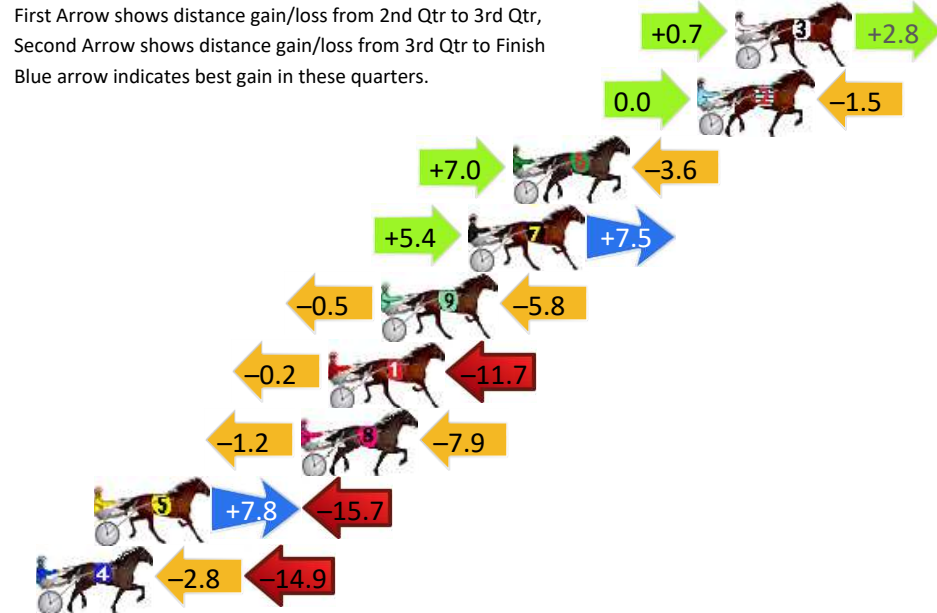 First Arrow shows distance gain/loss from 2nd Qtr to 3rd Qtr,
Second Arrow shows distance gain/loss from 3rd Qtr to Finish
Blue arrow indicates best gain in these quarters.
+0.7 3 +2.8
0.0 2 –1.5
+7.0 6 –3.6
+5.4 7 +7.5
–0.5 9 –5.8
–0.2 1 –11.7
–1.2 8 –7.9
5 +7.8 –15.7
4 –2.8 –14.9